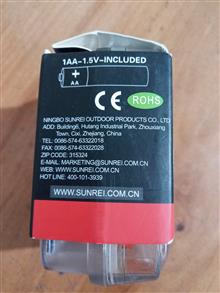 1AA-1.5V-INCLUDED
+
AA
CE RoHS
NINGBO SUNREI OUTDOOR PRODUCTS CO., LTD
ADD: Building6, Hutang Industrial Park, Zhouxiang
Town, Cixi, Zhejiang, China
TEL: 0086-574-63322018
FAX: 0086-574-63322028
ZIP CODE: 315324
E-MAIL: MARKETING@SUNREI.COM.CN
WEB: WWW.SUNREI.COM.CN
HOT LINE: 400-101-3939
WWW.SUNREI.COM.CN